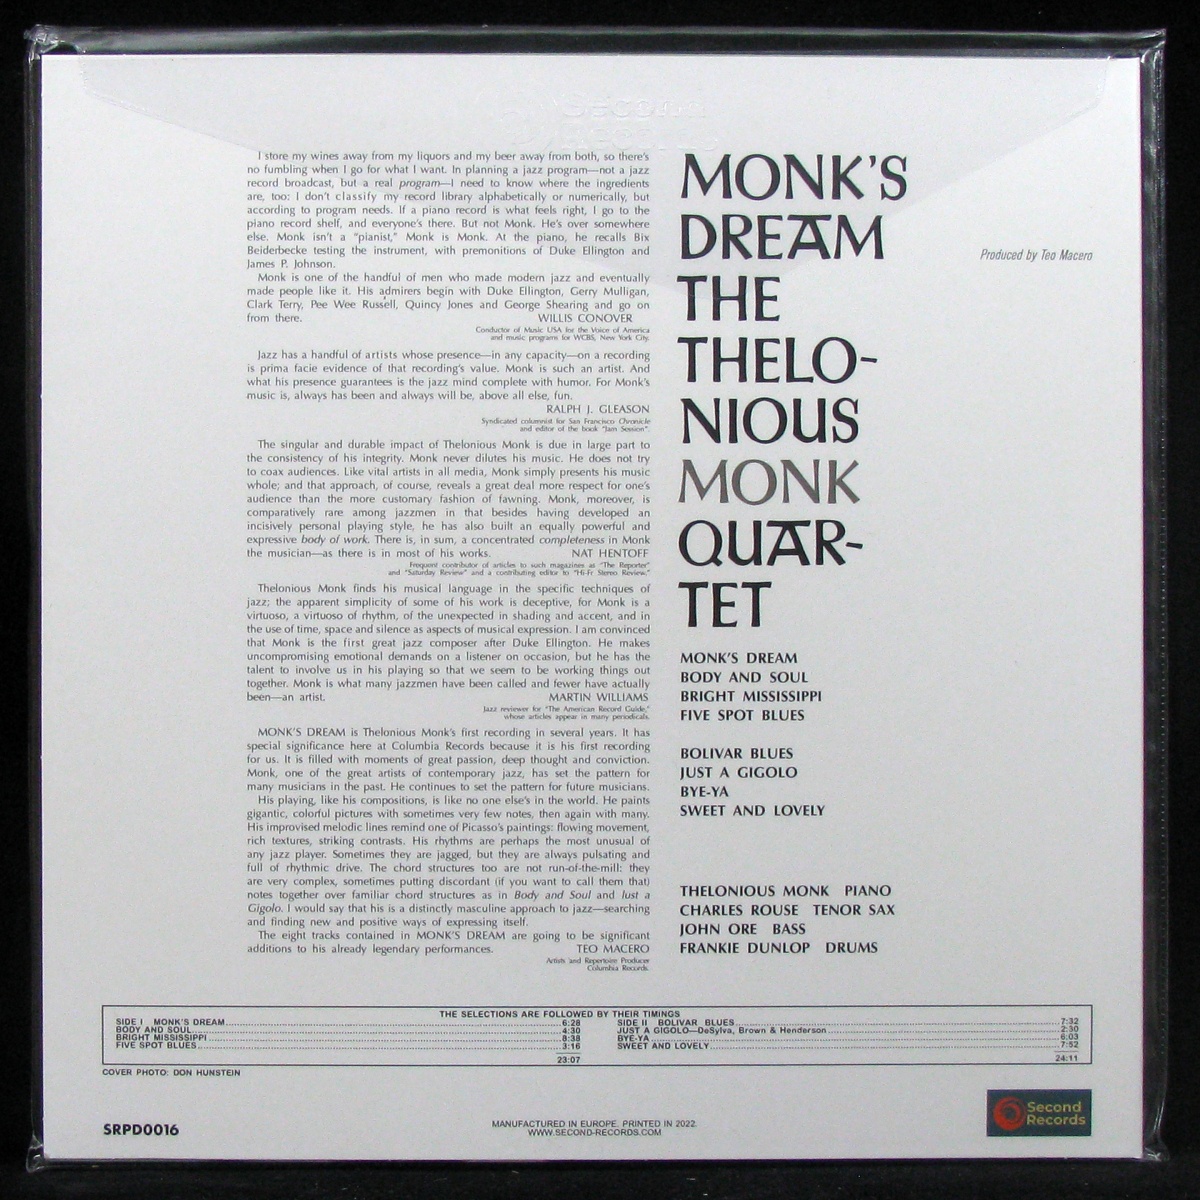 Second
Records
I store my wines away from my liquors and my beer away from both, so there's
no fumbling when I go for what I want. In planning a jazz program—not a jazz
record broadcast, but a real program—I need to know where the ingredients
are, too: I don't classify my record library alphabetically or numerically, but
according to program needs. If a piano record is what feels right, I go to the
piano record shelf, and everyone's there. But not Monk. He's over somewhere
else. Monk isn't a "pianist," Monk is Monk. At the piano, he recalls Bix
Beiderbecke testing the instrument, with premonitions of Duke Ellington and
James P. Johnson.
Monk is one of the handful of men who made modern jazz and eventually
made people like it. His admirers begin with Duke Ellington, Gerry Mulligan,
Clark Terry, Pee Wee Russell, Quincy Jones and George Shearing and go on
from there. WILLIS CONOVER
Conductor of Music USA for the Voice of America
and music programs for WCBS, New York City.
Jazz has a handful of artists whose presence—in any capacity—on a recording
is prima facie evidence of that recording's value. Monk is such an artist. And
what his presence guarantees is the jazz mind complete with humor. For Monk's
music is, always has been and always will be, above all else, fun.
RALPH J. GLEASON
Syndicated columnist for San Francisco Chronicle
and editor of the book "Jam Session".
The singular and durable impact of Thelonious Monk is due in large part to
the consistency of his integrity. Monk never dilutes his music. He does not try
to coax audiences. Like vital artists in all media, Monk simply presents his music
whole; and that approach, of course, reveals a great deal more respect for one's
audience than the more customary fashion of fawning. Monk, moreover, is
comparatively rare among jazzmen in that besides having developed an
incisively personal playing style, he has also built an equally powerful and
expressive body of work. There is, in sum, a concentrated completeness in Monk
the musician—as there is in most of his works. NAT HENTOFF
Frequent contributor of articles to such magazines as "The Reporter"
and "Saturday Review" and a contributing editor to "Hi-Fi Stereo Review."
Thelonious Monk finds his musical language in the specific techniques of
jazz; the apparent simplicity of some of his work is deceptive, for Monk is a
virtuoso, a virtuoso of rhythm, of the unexpected in shading and accent, and in
the use of time, space and silence as aspects of musical expression. I am convinced
that Monk is the first great jazz composer after Duke Ellington. He makes
uncompromising emotional demands on a listener on occasion, but he has the
talent to involve us in his playing so that we seem to be working things out
together. Monk is what many jazzmen have been called and fewer have actually
been—an artist. MARTIN WILLIAMS
Jazz reviewer for "The American Record Guide,"
whose articles appear in many periodicals.
MONK'S DREAM is Thelonious Monk's first recording in several years. It has
special significance here at Columbia Records because it is his first recording
for us. It is filled with moments of great passion, deep thought and conviction.
Monk, one of the great artists of contemporary jazz, has set the pattern for
many musicians in the past. He continues to set the pattern for future musicians.
His playing, like his compositions, is like no one else's in the world. He paints
gigantic, colorful pictures with sometimes very few notes, then again with many.
His improvised melodic lines remind one of Picasso's paintings: flowing movement,
rich textures, striking contrasts. His rhythms are perhaps the most unusual of
any jazz player. Sometimes they are jagged, but they are always pulsating and
full of rhythmic drive. The chord structures too are not run-of-the-mill: they
are very complex, sometimes putting discordant (if you want to call them that)
notes together over familiar chord structures as in Body and Soul and Just a
Gigolo. I would say that his is a distinctly masculine approach to jazz—searching
and finding new and positive ways of expressing itself.
The eight tracks contained in MONK'S DREAM are going to be significant
additions to his already legendary performances. TEO MACERO
Artists and Repertoire Producer
Columbia Records.
MONK'S
DREAM
THE
THELO-
NIOUS
MONK
QUAR-
TET
Produced by Teo Macero
MONK'S DREAM
BODY AND SOUL
BRIGHT MISSISSIPPI
FIVE SPOT BLUES
BOLIVAR BLUES
JUST A GIGOLO
BYE-YA
SWEET AND LOVELY
THELONIOUS MONK PIANO
CHARLES ROUSE TENOR SAX
JOHN ORE BASS
FRANKIE DUNLOP DRUMS
THE SELECTIONS ARE FOLLOWED BY THEIR TIMINGS
SIDE I MONK'S DREAM 6:28
BODY AND SOUL 4:30
BRIGHT MISSISSIPPI 8:38
FIVE SPOT BLUES 3:16
23:07
SIDE II BOLIVAR BLUES 7:32
JUST A GIGOLO—DeSylva, Brown & Henderson 2:30
BYE-YA 6:03
SWEET AND LOVELY 7:52
24:11
COVER PHOTO: DON HUNSTEIN
SRPD0016
MANUFACTURED IN EUROPE. PRINTED IN 2022.
WWW.SECOND-RECORDS.COM
Second
Records